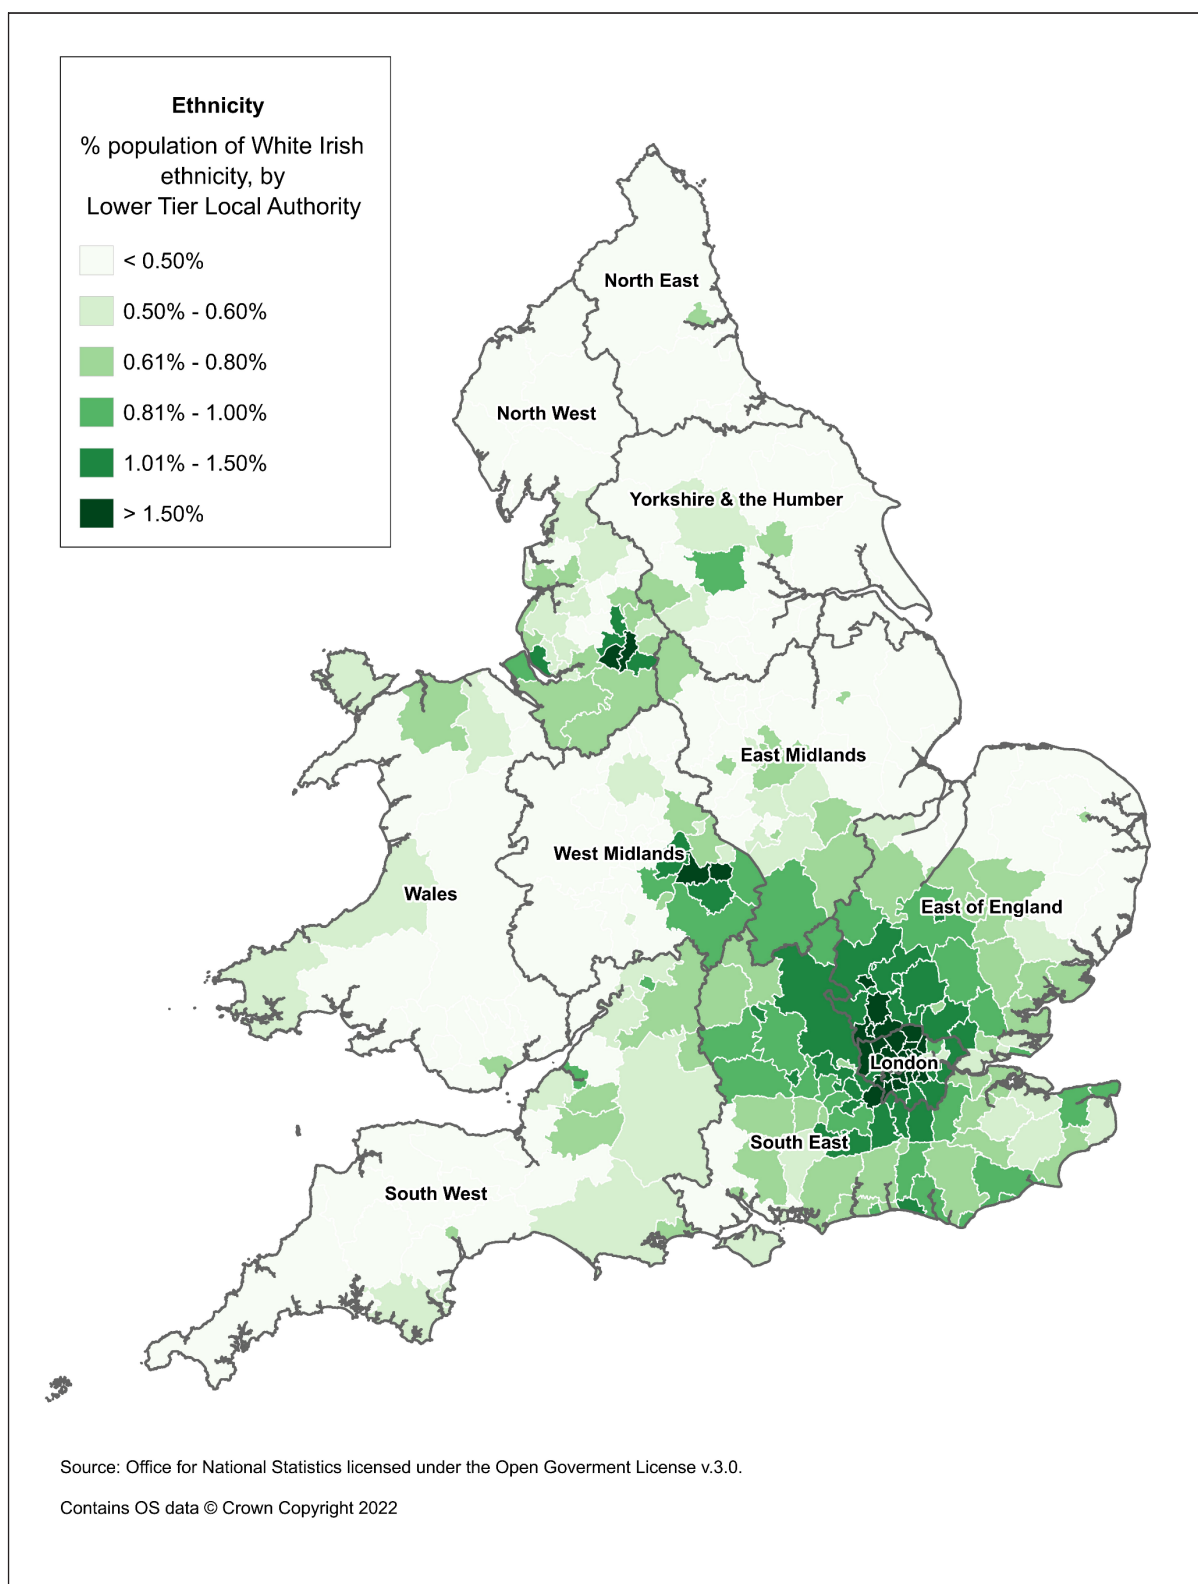 Ethnicity
% population of White Irish
ethnicity, by
Lower Tier Local Authority
< 0.50%
0.50% - 0.60%
0.61% - 0.80%
0.81% - 1.00%
1.01% - 1.50%
> 1.50%
North East
North West
Yorkshire & the Humber
East Midlands
West Midlands
Wales
East of England
London
South East
South West
Source: Office for National Statistics licensed under the Open Goverment License v.3.0.
Contains OS data © Crown Copyright 2022